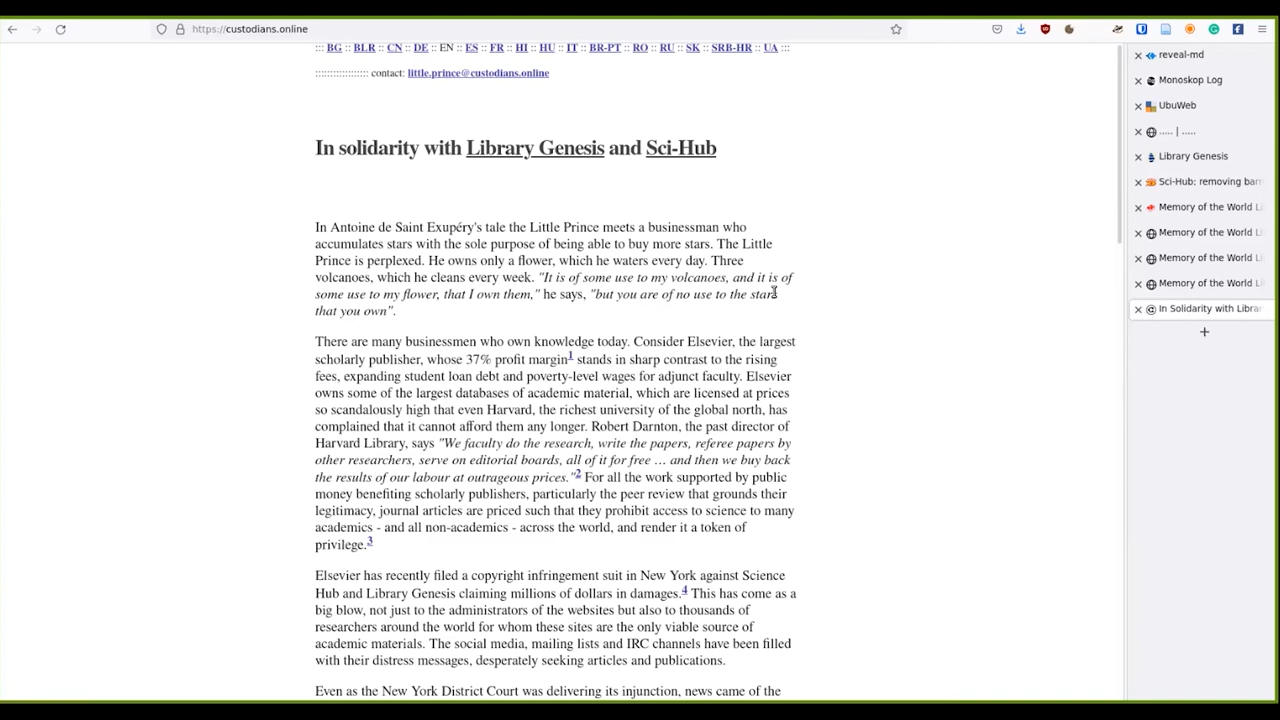 https://custodians.online
::: BG :: BLR :: CN :: DE :: EN :: ES :: FR :: HI :: HU :: IT :: BR-PT :: RO :: RU :: SK :: SRB-HR :: UA :::
:::::::::::::::::: contact: little.prince@custodians.online
In solidarity with Library Genesis and Sci-Hub
In Antoine de Saint Exupéry's tale the Little Prince meets a businessman who
accumulates stars with the sole purpose of being able to buy more stars. The Little
Prince is perplexed. He owns only a flower, which he waters every day. Three
volcanoes, which he cleans every week. "It is of some use to my volcanoes, and it is of
some use to my flower, that I own them," he says, "but you are of no use to the stars
that you own".
There are many businessmen who own knowledge today. Consider Elsevier, the largest
scholarly publisher, whose 37% profit margin1 stands in sharp contrast to the rising
fees, expanding student loan debt and poverty-level wages for adjunct faculty. Elsevier
owns some of the largest databases of academic material, which are licensed at prices
so scandalously high that even Harvard, the richest university of the global north, has
complained that it cannot afford them any longer. Robert Darnton, the past director of
Harvard Library, says "We faculty do the research, write the papers, referee papers by
other researchers, serve on editorial boards, all of it for free … and then we buy back
the results of our labour at outrageous prices."2 For all the work supported by public
money benefiting scholarly publishers, particularly the peer review that grounds their
legitimacy, journal articles are priced such that they prohibit access to science to many
academics - and all non-academics - across the world, and render it a token of
privilege.3
Elsevier has recently filed a copyright infringement suit in New York against Science
Hub and Library Genesis claiming millions of dollars in damages.4 This has come as a
big blow, not just to the administrators of the websites but also to thousands of
researchers around the world for whom these sites are the only viable source of
academic materials. The social media, mailing lists and IRC channels have been filled
with their distress messages, desperately seeking articles and publications.
Even as the New York District Court was delivering its injunction, news came of the
reveal-md
Monoskop Log
UbuWeb
..... | .....
Library Genesis
Sci-Hub: removing barr
Memory of the World Li
Memory of the World Li
Memory of the World Li
Memory of the World Li
In Solidarity with Librar